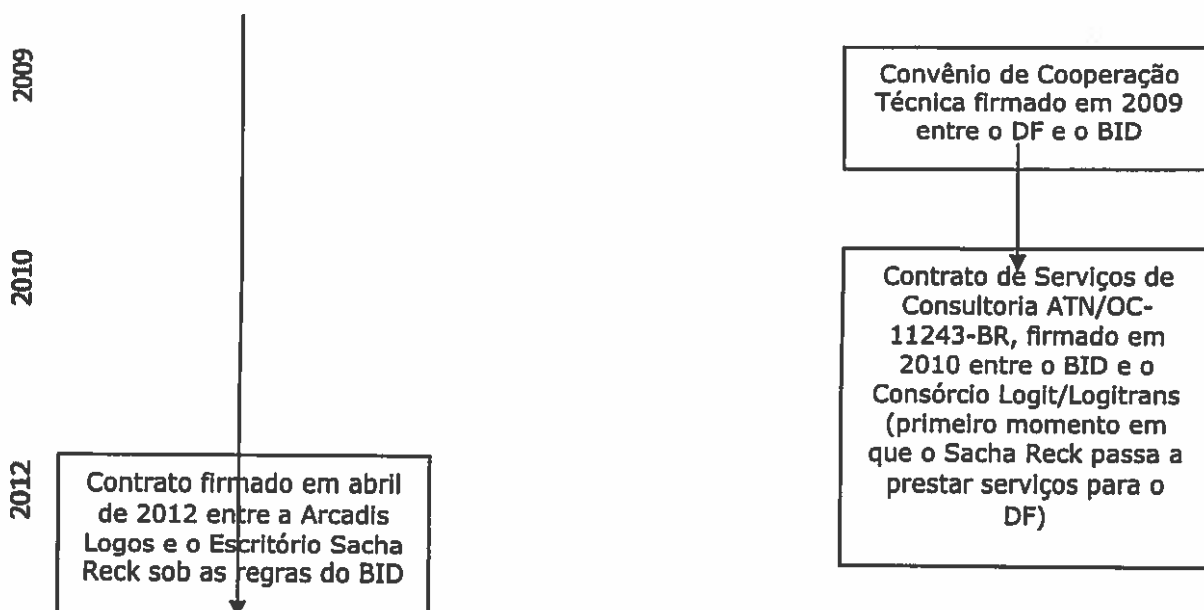 2009
Convênio de Cooperação
Técnica firmado em 2009
entre o DF e o BID
2010
Contrato de Serviços de
Consultoria ATN/OC-
11243-BR, firmado em
2010 entre o BID e o
Consórcio Logit/Logitrans
(primeiro momento em
que o Sacha Reck passa a
prestar serviços para o
DF)
2012
Contrato firmado em abril
de 2012 entre a Arcadis
Logos e o Escritório Sacha
Reck sob as regras do BID